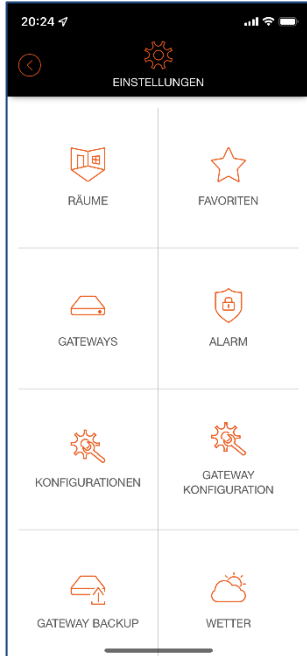 20:24
EINSTELLUNGEN
RÄUME
FAVORITEN
GATEWAYS
ALARM
KONFIGURATIONEN
GATEWAY
KONFIGURATION
GATEWAY BACKUP
WETTER